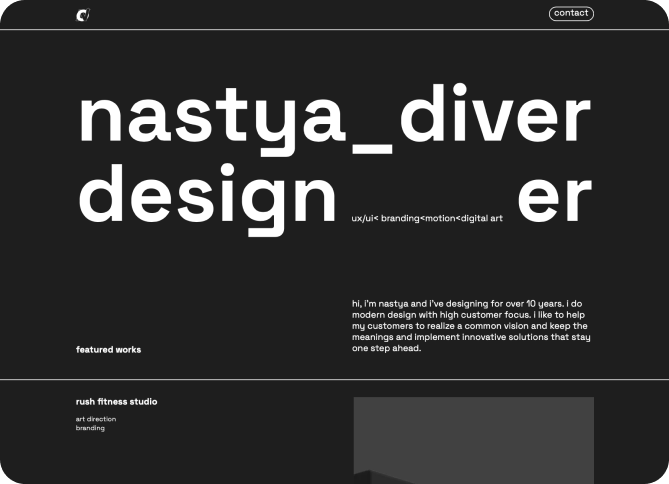 contact
nastya_diver
design er
ux/ui< branding<motion<digital art
hi, i'm nastya and i've designing for over 10 years. i do
modern design with high customer focus. i like to help
my customers to realize a common vision and keep the
meanings and implement innovative solutions that stay
one step ahead.
featured works
rush fitness studio
art direction
branding